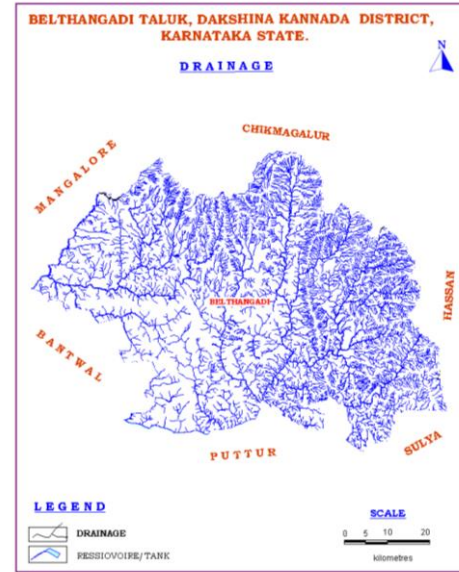 BELTHANGADI TALUK, DAKSHINA KANNADA DISTRICT,
KARNATAKA STATE.
N
DRAINAGE
CHIKMAGALUR
MANGALORE
HASSAN
BELTHANGADI
BANTWAL
SULYA
PUTTUR
LEGEND
DRAINAGE
RESSIOVOIRE/TANK
SCALE
0 5 10 20
kilometres